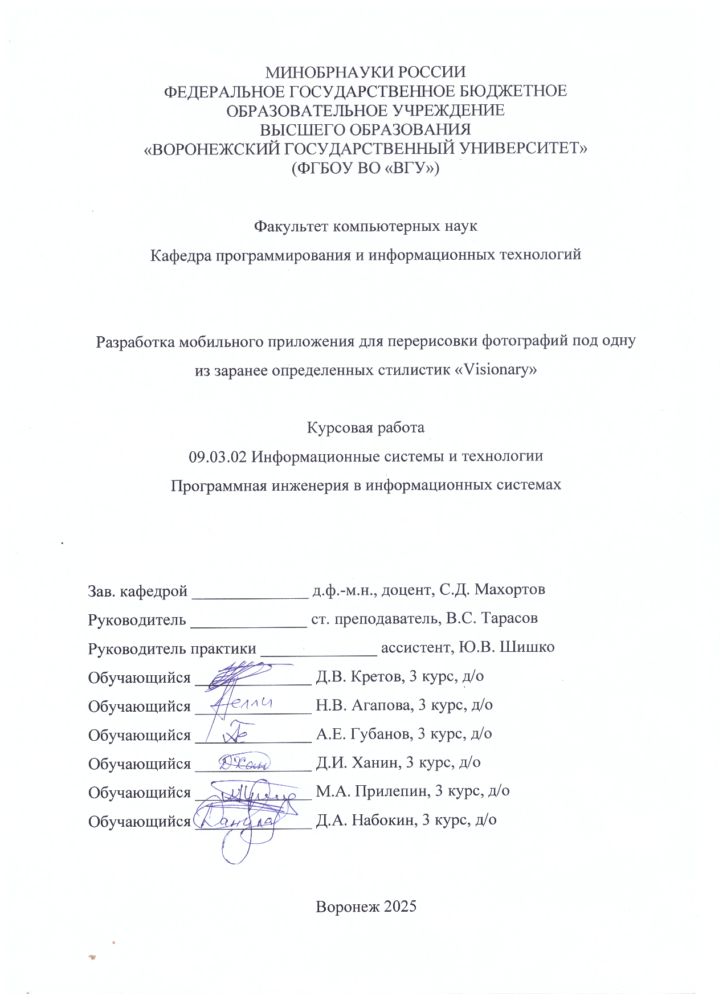 МИНОБРНАУКИ РОССИИ
ФЕДЕРАЛЬНОЕ ГОСУДАРСТВЕННОЕ БЮДЖЕТНОЕ
ОБРАЗОВАТЕЛЬНОЕ УЧРЕЖДЕНИЕ
ВЫСШЕГО ОБРАЗОВАНИЯ
«ВОРОНЕЖСКИЙ ГОСУДАРСТВЕННЫЙ УНИВЕРСИТЕТ»
(ФГБОУ ВО «ВГУ»)
Факультет компьютерных наук
Кафедра программирования и информационных технологий
Разработка мобильного приложения для перерисовки фотографий под одну
из заранее определенных стилистик «Visionary»
Курсовая работа
09.03.02 Информационные системы и технологии
Программная инженерия в информационных системах
Зав. кафедрой ______________ д.ф.-м.н., доцент, С.Д. Махортов
Руководитель ______________ ст. преподаватель, В.С. Тарасов
Руководитель практики ______________ ассистент, Ю.В. Шишко
Обучающийся ______________ Д.В. Кретов, 3 курс, д/о
Обучающийся ______________ Н.В. Агапова, 3 курс, д/о
Обучающийся ______________ А.Е. Губанов, 3 курс, д/о
Обучающийся ______________ Д.И. Ханин, 3 курс, д/о
Обучающийся ______________ М.А. Прилепин, 3 курс, д/о
Обучающийся ______________ Д.А. Набокин, 3 курс, д/о
Воронеж 2025